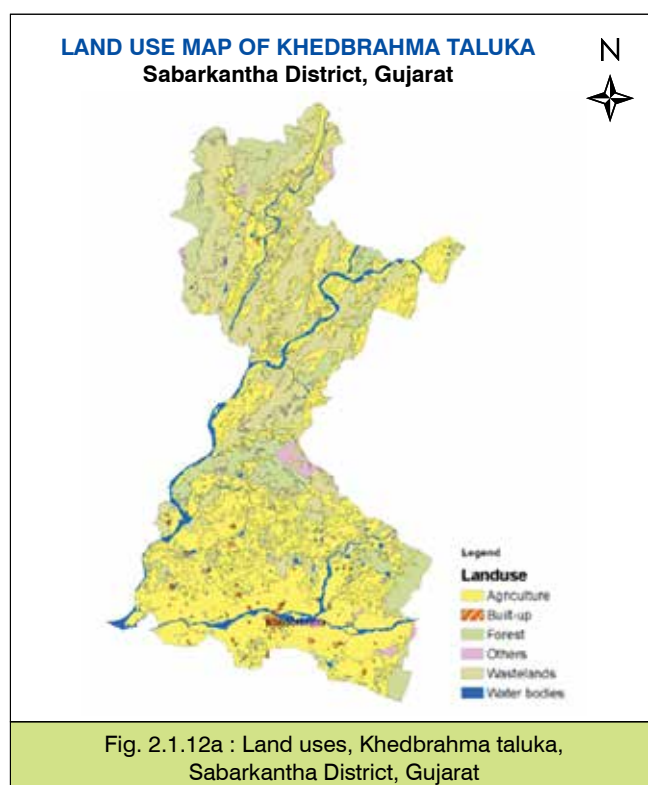 LAND USE MAP OF KHEDBRAHMA TALUKA
Sabarkantha District, Gujarat
N
Khedbrahma
Legend
Landuse
Agriculture
Built-up
Forest
Others
Wastelands
Water bodies
Fig. 2.1.12a : Land uses, Khedbrahma taluka,
Sabarkantha District, Gujarat